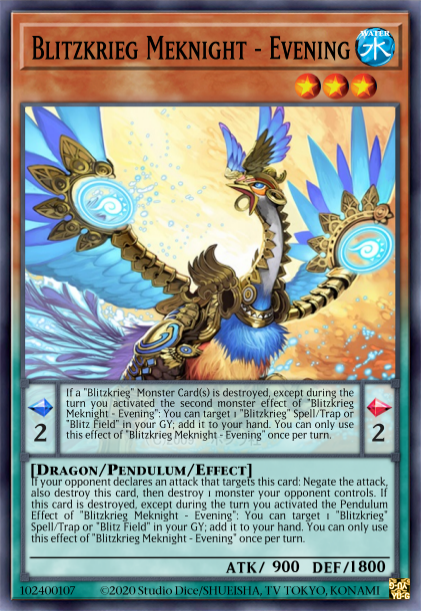 Blitzkrieg Meknight - Evening
WATER
水
If a "Blitzkrieg" Monster Card(s) is destroyed, except during the
turn you activated the second monster effect of "Blitzkrieg
Meknight - Evening": You can target 1 "Blitzkrieg" Spell/Trap or
"Blitz Field" in your GY; add it to your hand. You can only use
this effect of "Blitzkrieg Meknight - Evening" once per turn.
2
2
[Dragon/Pendulum/Effect]
If your opponent declares an attack that targets this card: Negate the attack,
also destroy this card, then destroy 1 monster your opponent controls. If
this card is destroyed, except during the turn you activated the Pendulum
Effect of "Blitzkrieg Meknight - Evening": You can target 1 "Blitzkrieg"
Spell/Trap or "Blitz Field" in your GY; add it to your hand. You can only use
this effect of "Blitzkrieg Meknight - Evening" once per turn.
ATK/ 900 DEF/1800
102400107
©2020 Studio Dice/SHUEISHA, TV TOKYO, KONAMI